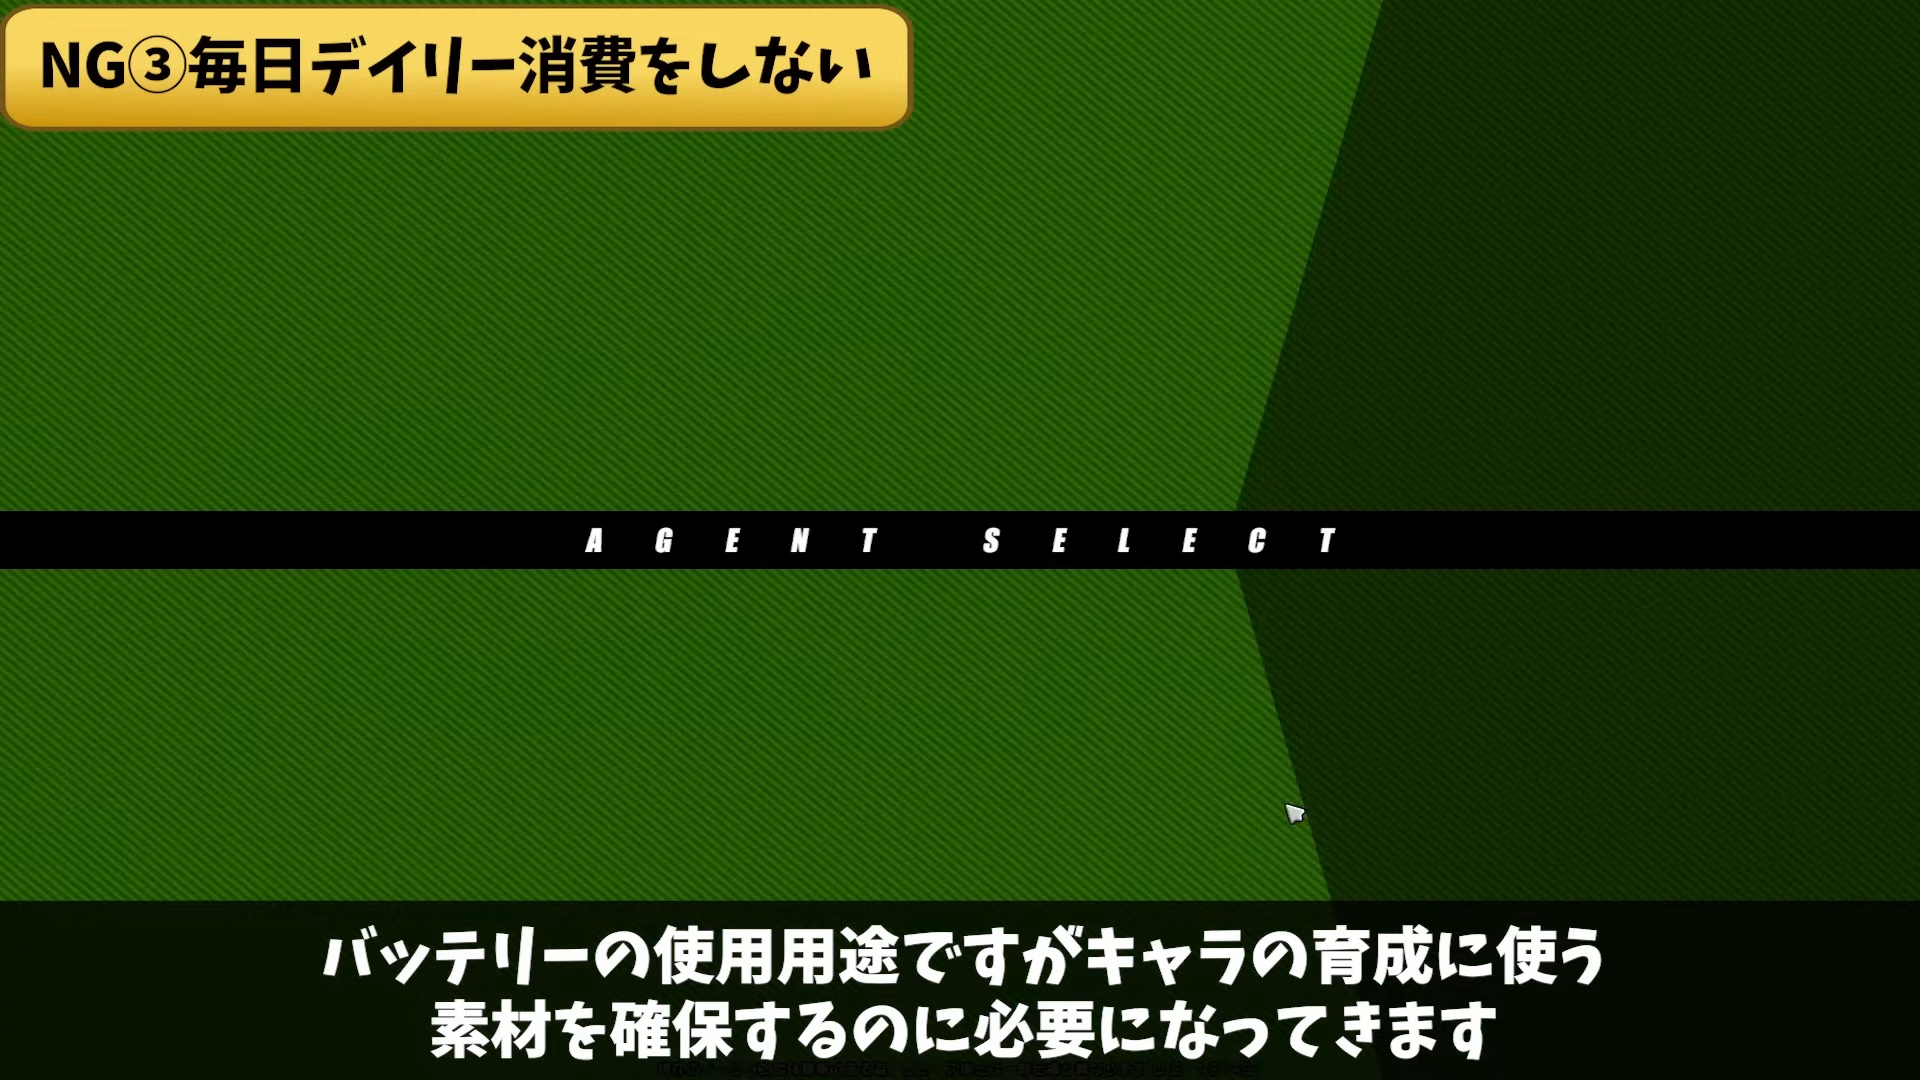 NG③毎日デイリー消費をしない
AGENT SELECT
バッテリーの使用用途ですがキャラの育成に使う
素材を確保するのに必要になってきます